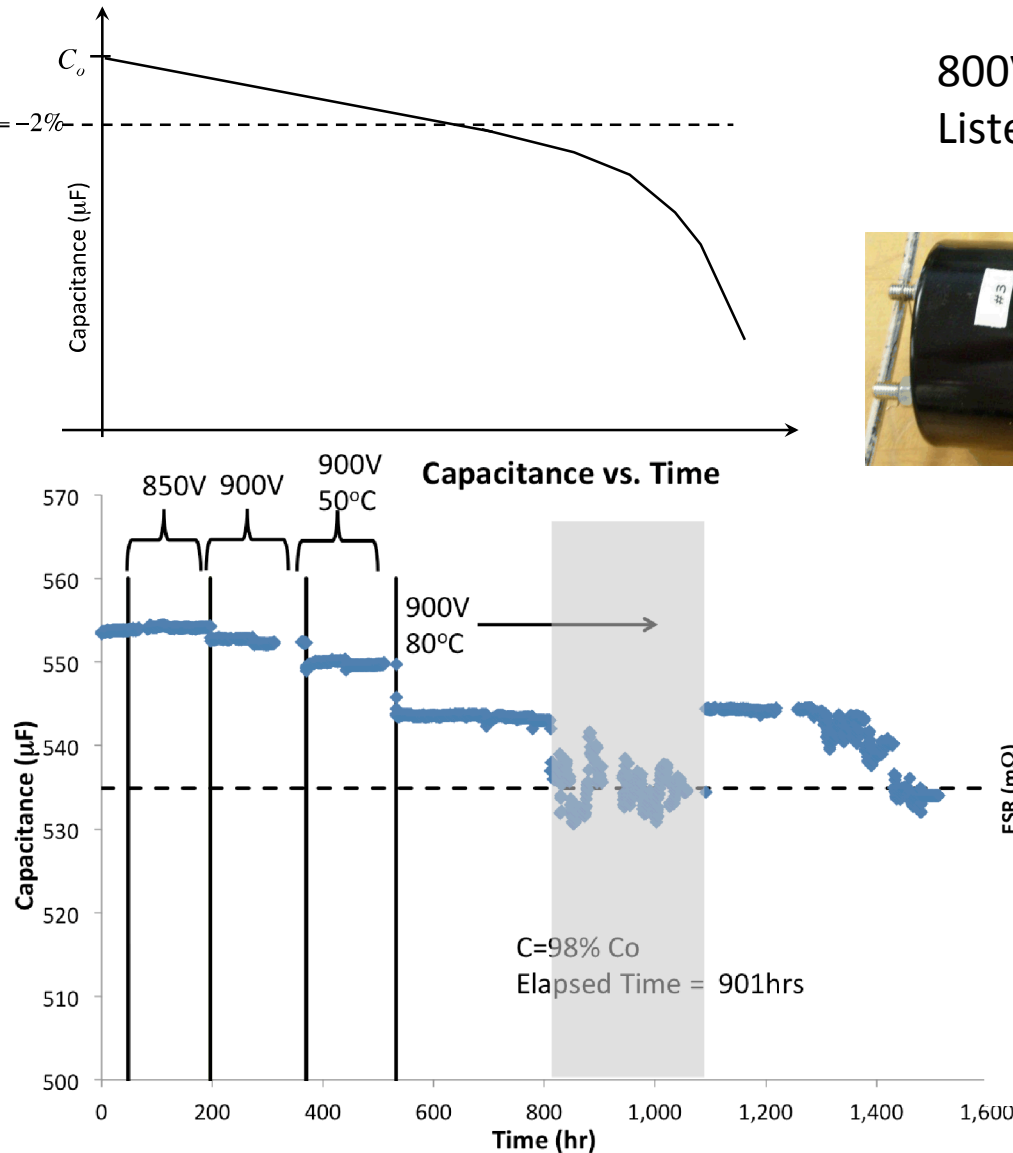 C₀
= −2%
Capacitance (µF)
800V
Liste
#3
Capacitance vs. Time
850V
900V
900V
50°C
900V
80°C
570
560
550
540
530
520
510
500
Capacitance (µF)
C=98% Co
Elapsed Time = 901hrs
0
200
400
600
800
1,000
1,200
1,400
1,600
Time (hr)
ESR (mΩ)